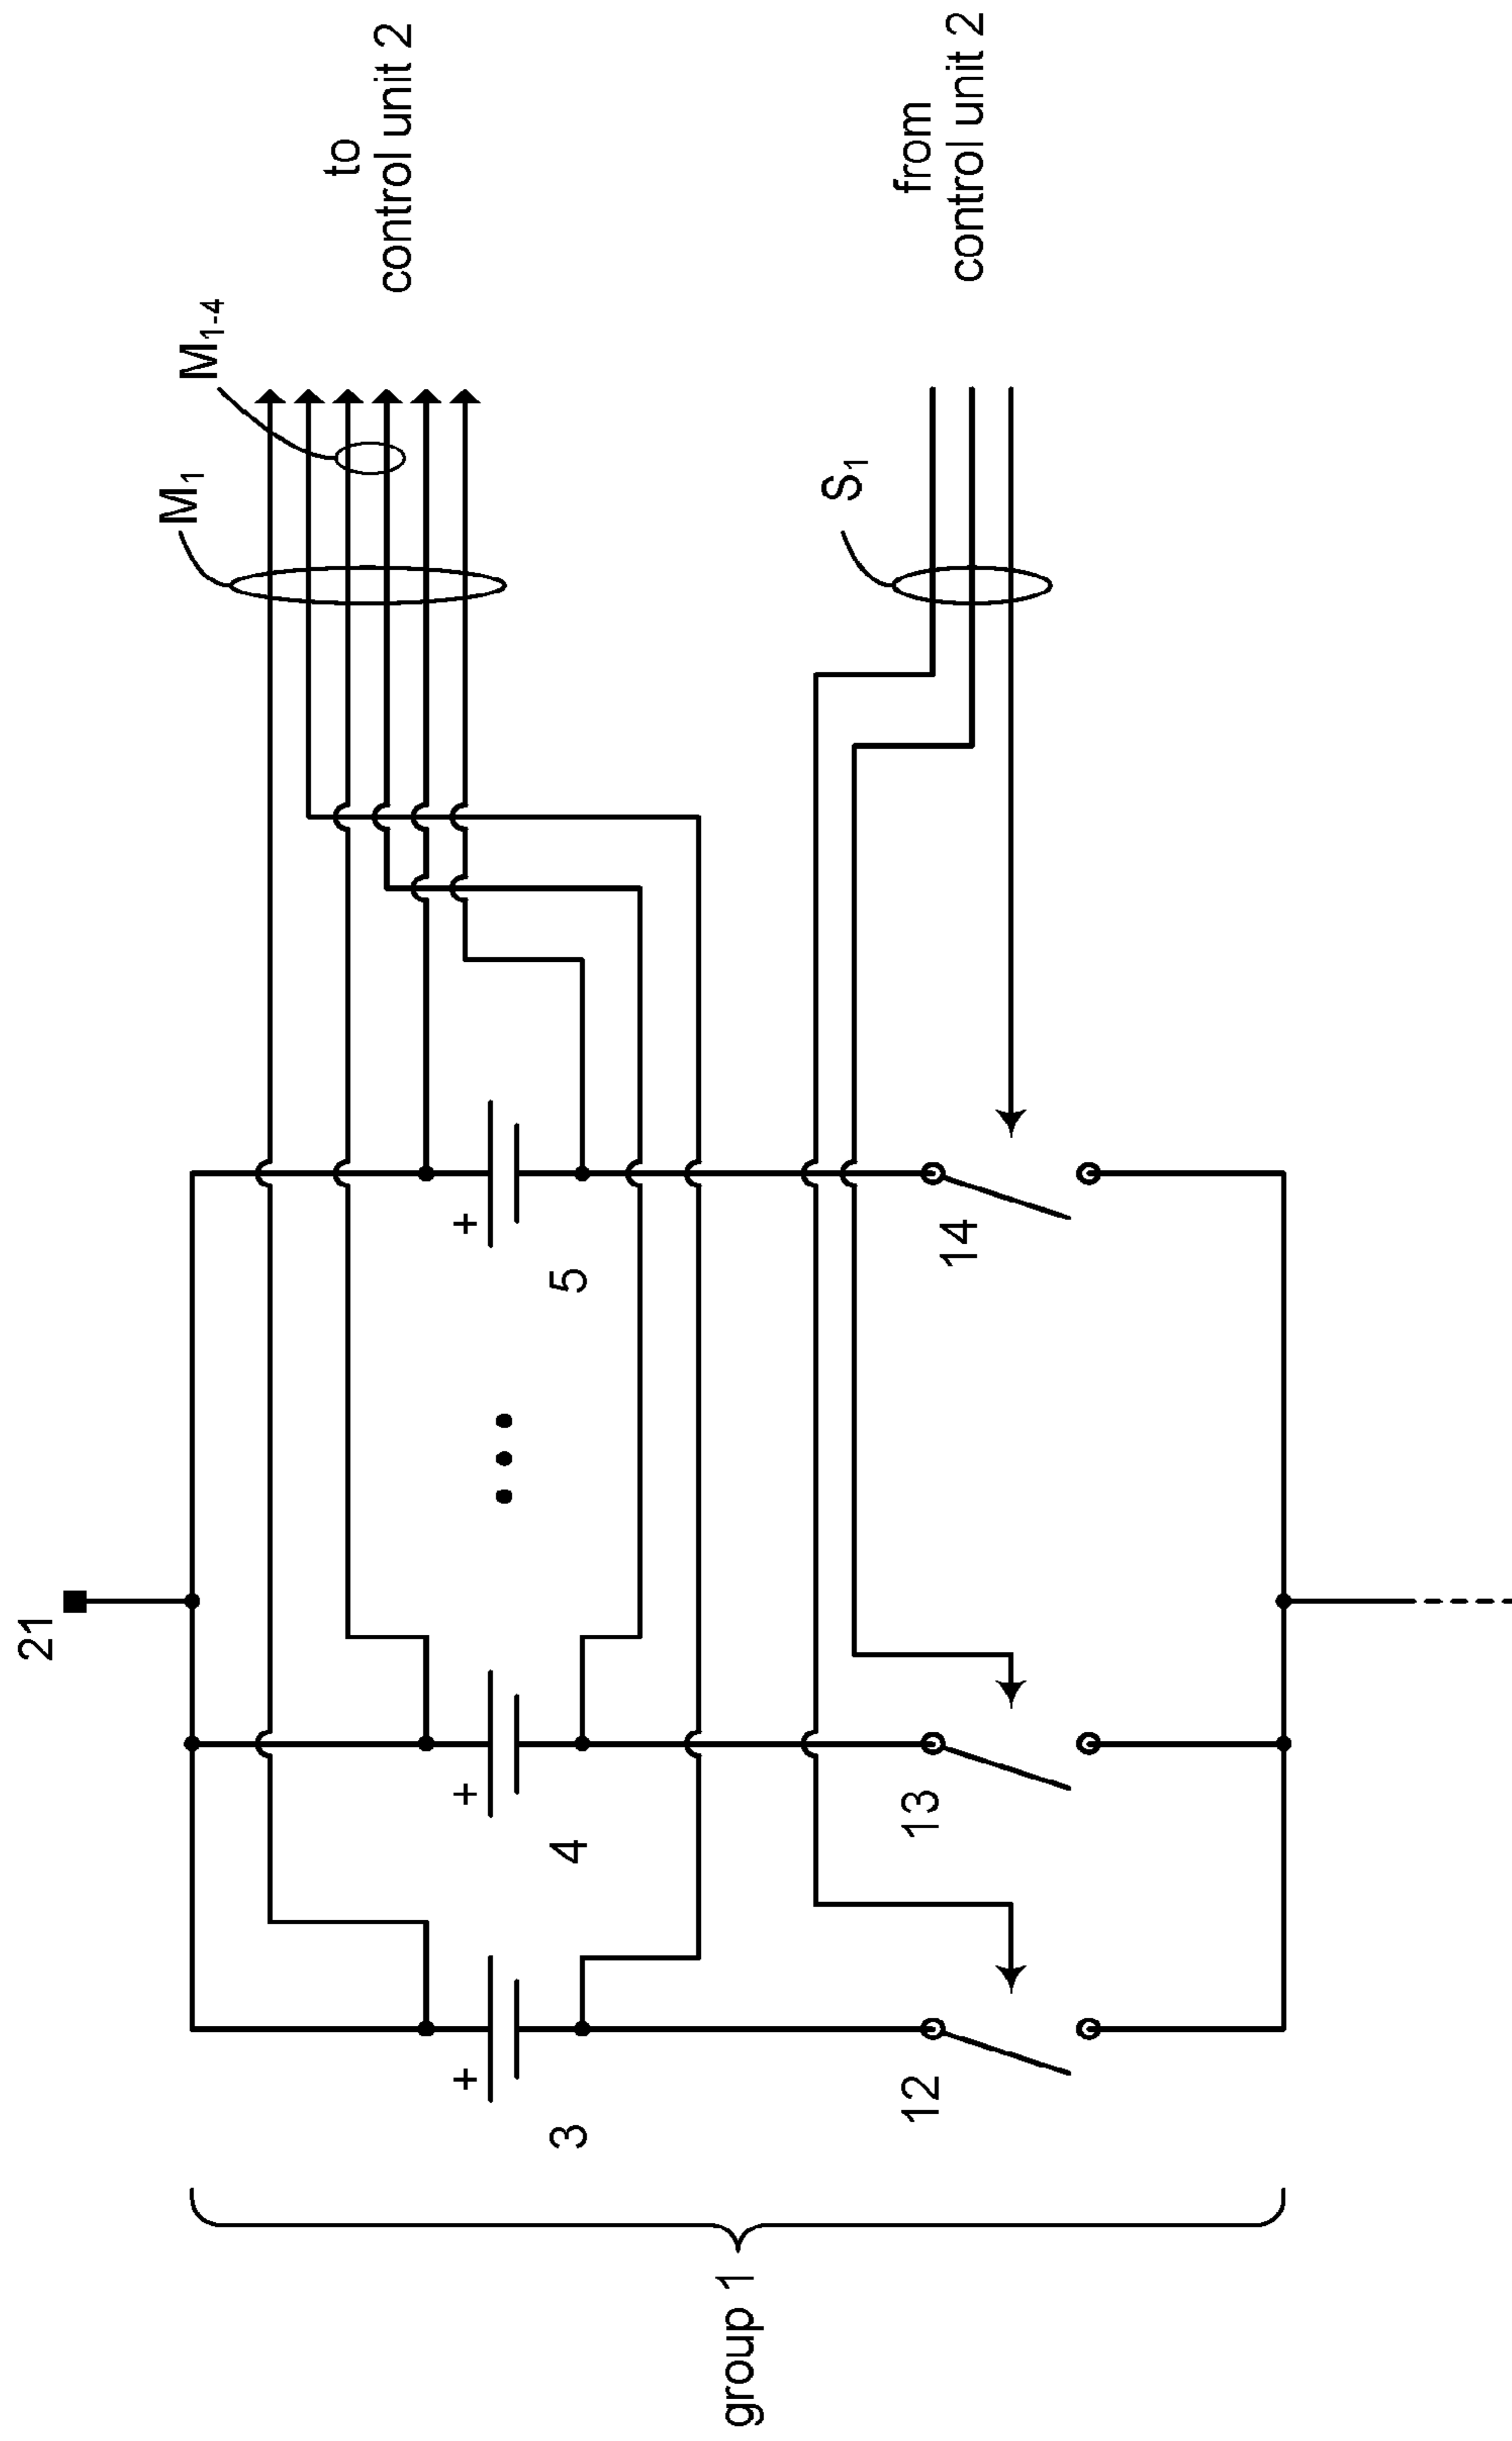 21
M1
M1-4
to
control unit 2
+
+
+
3
4
5
S1
from
control unit 2
12
13
14
group 1